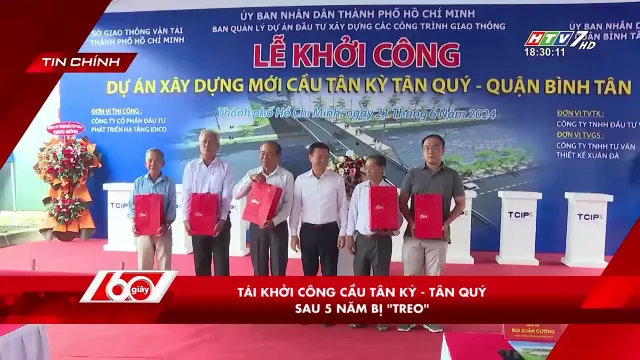 ỦY BAN NHÂN DÂN THÀNH PHỐ HỒ CHÍ MINH
SỞ GIAO THÔNG VẬN TẢI
THÀNH PHỐ HỒ CHÍ MINH
BAN QUẢN LÝ DỰ ÁN ĐẦU TƯ XÂY DỰNG CÁC CÔNG TRÌNH GIAO THÔNG
HTV7 HD
18:30:11
TIN CHÍNH
LỄ KHỞI CÔNG
DỰ ÁN XÂY DỰNG MỚI CẦU TÂN KỲ TÂN QUÝ - QUẬN BÌNH TÂN
Thành phố Hồ Chí Minh, ngày 21 Tháng 6 Năm 2024
ĐƠN VỊ THI CÔNG :
CÔNG TY CỔ PHẦN ĐẦU TƯ
PHÁT TRIỂN HẠ TẦNG IDICO
ĐƠN VỊ TVTK :
CÔNG TY TNHH ĐẦU TƯ
ĐƠN VỊ TVGS :
CÔNG TY TNHH TƯ VẤN
THIẾT KẾ XUÂN ĐÀ
TCIP
TCIP
TCIP
TCIP
60 giây
TÁI KHỞI CÔNG CẦU TÂN KỲ - TÂN QUÝ
SAU 5 NĂM BỊ "TREO"
BÙI XUÂN CƯỜNG